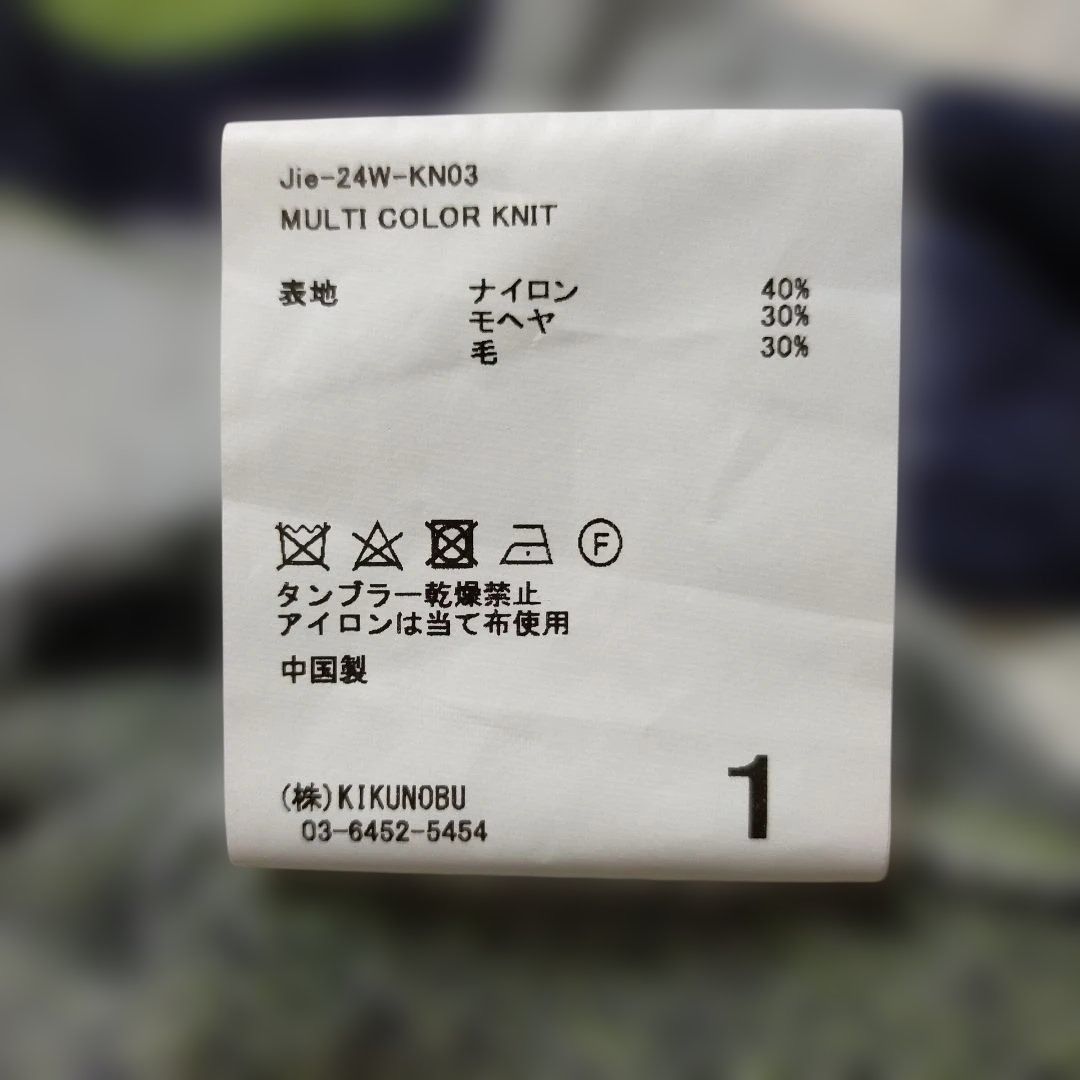 Jie-24W-KN03
MULTI COLOR KNIT
表地 ナイロン 40%
モヘヤ 30%
毛 30%
F
タンブラー乾燥禁止
アイロンは当て布使用
中国製
(株)KIKUNOBU
03-6452-5454
1